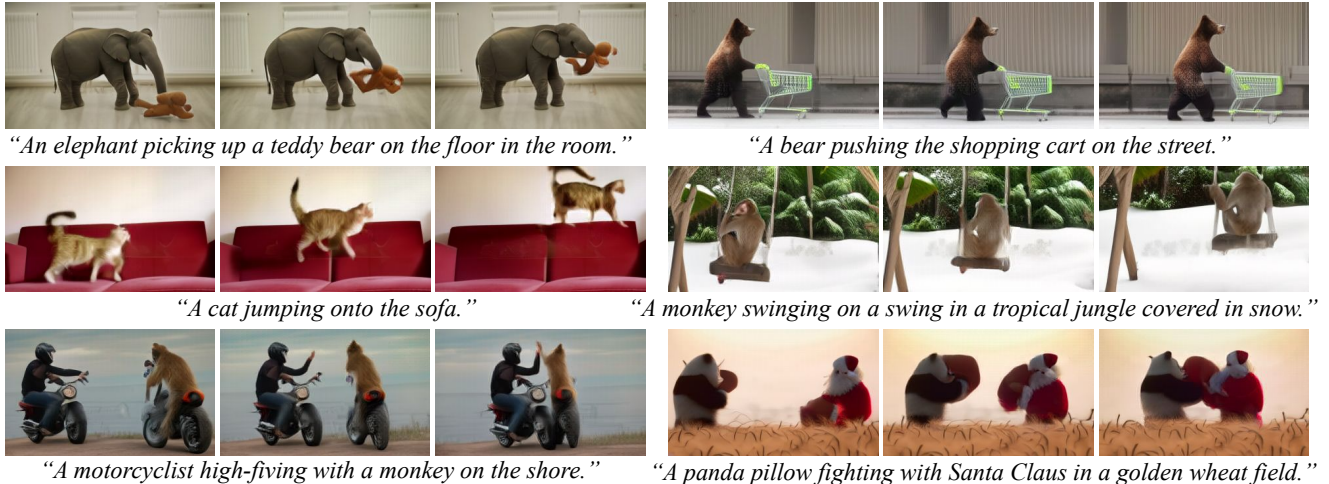 “An elephant picking up a teddy bear on the floor in the room.”
“A bear pushing the shopping cart on the street.”
“A cat jumping onto the sofa.”
“A monkey swinging on a swing in a tropical jungle covered in snow.”
“A motorcyclist high-fiving with a monkey on the shore.”
“A panda pillow fighting with Santa Claus in a golden wheat field.”